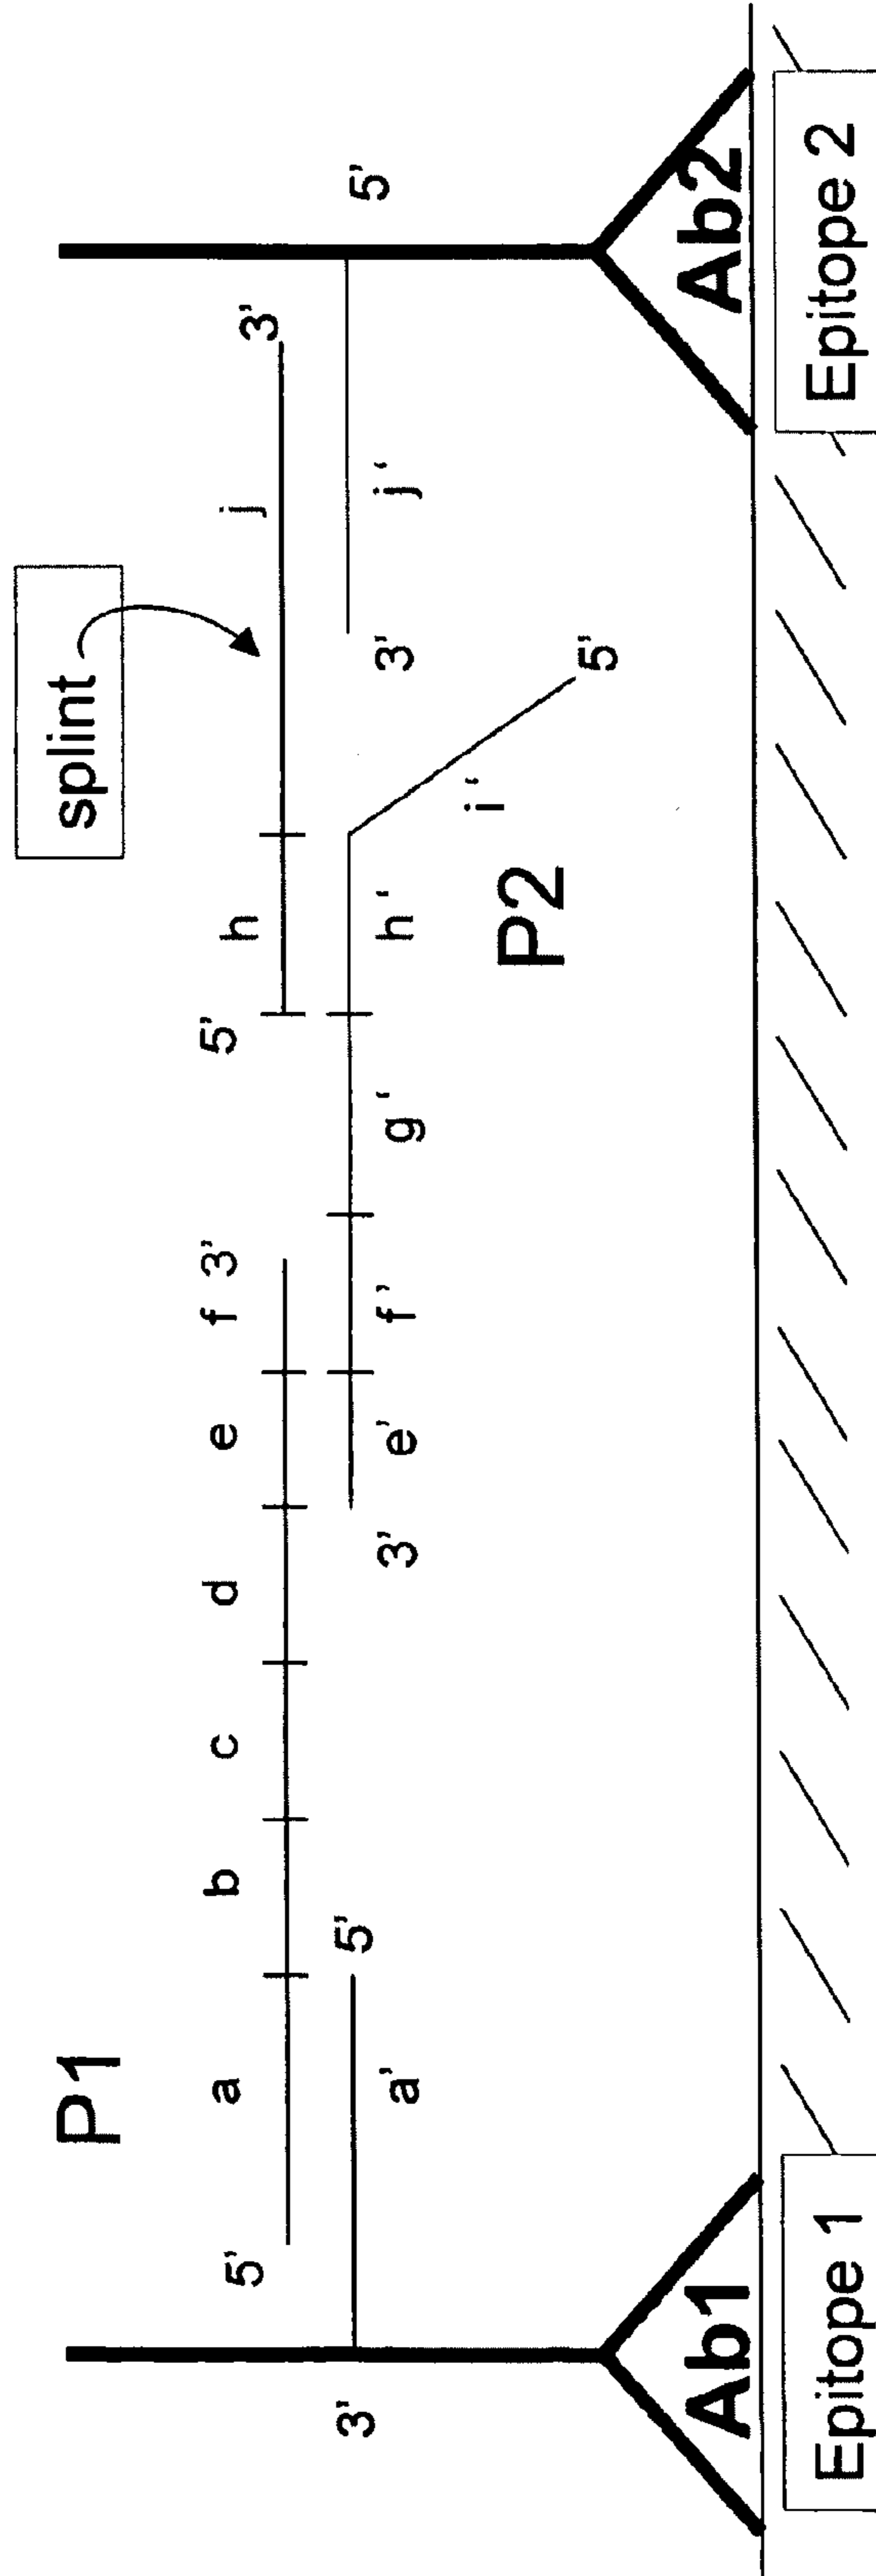 splint
P1
5' a b c d e f 3' 5' h j 3'
3' 5' 5'
a' 3' e' f' g‘ h‘ 3' j‘
i‘
P2 5'
Ab1 Ab2
Epitope 1 Epitope 2